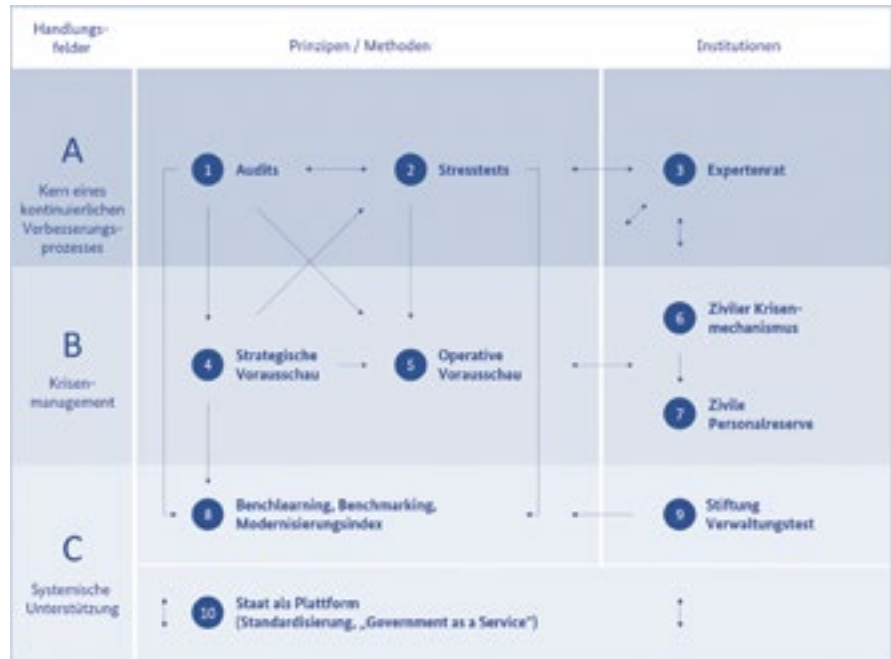 Handlungs-
felder
Prinzipen / Methoden
Institutionen
A
Kern eines
kontinuierlichen
Verbesserungs-
prozesses
1 Audits
2 Stresstests
3 Expertenrat
B
Krisen-
management
4 Strategische
Vorausschau
5 Operative
Vorausschau
6 Ziviler Krisen-
mechanismus
7 Zivile
Personalreserve
C
Systemische
Unterstützung
8 Benchlearning, Benchmarking,
Modernisierungsindex
9 Stiftung
Verwaltungstest
10 Staat als Plattform
(Standardisierung, „Government as a Service“)